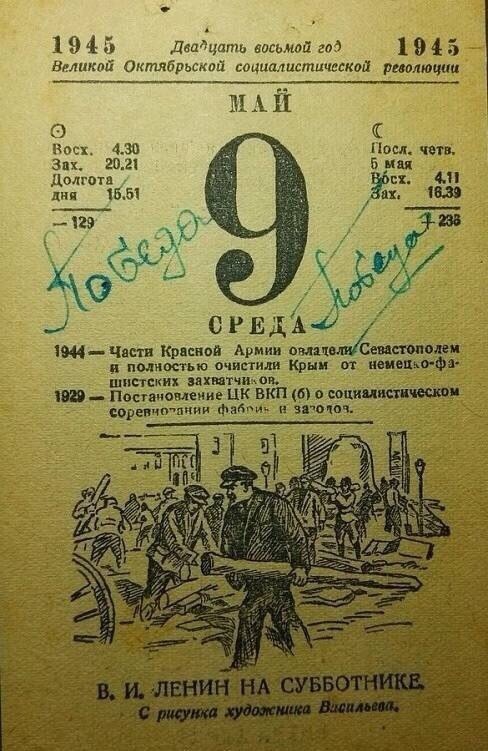 1945 Двадцать восьмой год 1945
Великой Октябрьской социалистической революции
МАЙ
Восх. 4.30
Зах. 20.21
Долгота
дня 15.51
— 129
9
Посл. четв.
5 мая
Восх. 4.11
Зах. 16.39
+ 236
Победа
Победа
СРЕДА
1944 — Части Красной Армии овладели Севастополем
и полностью очистили Крым от немецко-фа-
шистских захватчиков.
1929 — Постановление ЦК ВКП (б) о социалистическом
соревновании фабрик и заводов.
В. И. ЛЕНИН НА СУББОТНИКЕ.
С рисунка художника Васильева.